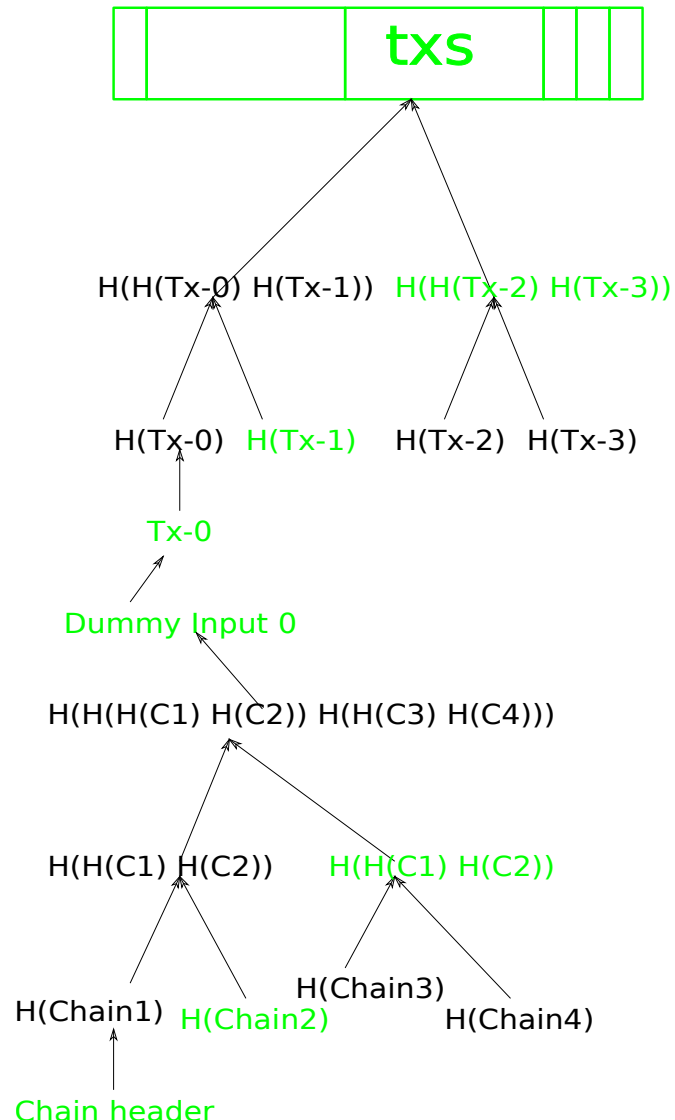 txs
H(H(Tx-0) H(Tx-1)) H(H(Tx-2) H(Tx-3))
H(Tx-0) H(Tx-1) H(Tx-2) H(Tx-3)
Tx-0
Dummy Input 0
H(H(H(C1) H(C2)) H(H(C3) H(C4)))
H(H(C1) H(C2)) H(H(C1) H(C2))
H(Chain3)
H(Chain1) H(Chain2) H(Chain4)
Chain header